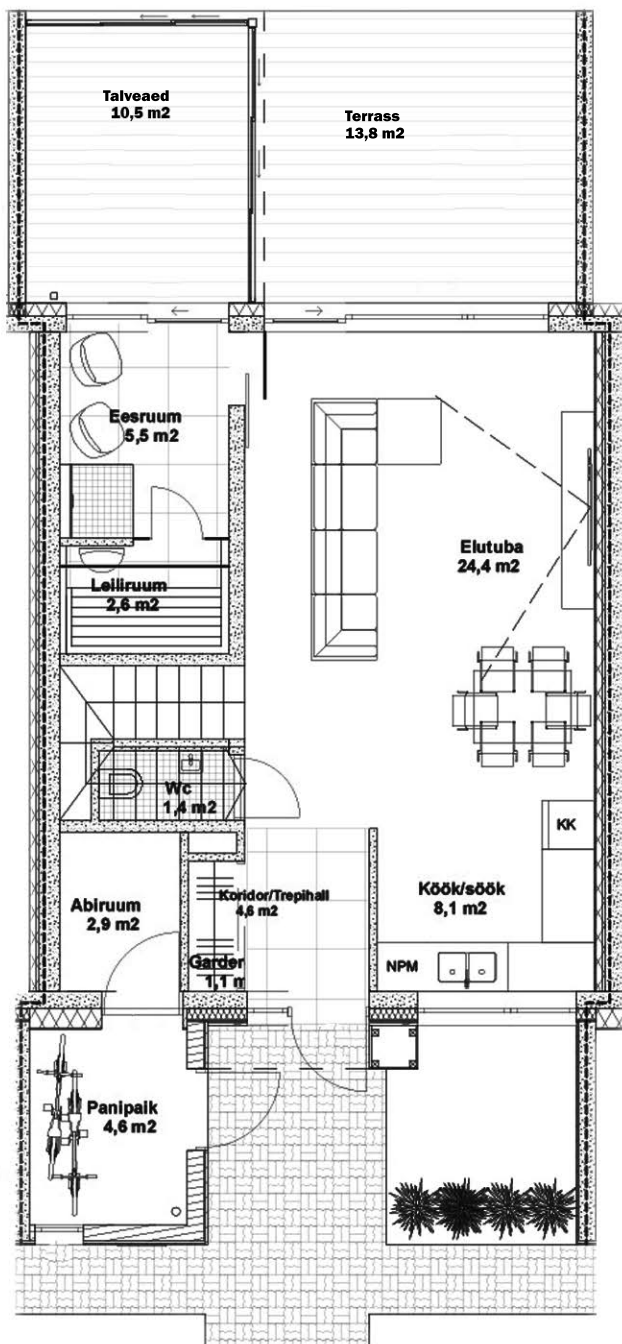 Talveaed
10,5 m2
Terrass
13,8 m2
Eesruum
5,5 m2
Elutuba
24,4 m2
Leiliruum
2,6 m2
Wc
1,4 m2
KK
Köök/söök
8,1 m2
Koridor/Trepihall
4,6 m2
Abiruum
2,9 m2
Garder
1,1 m
NPM
Panipaik
4,6 m2